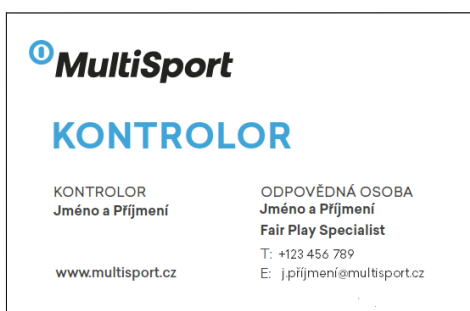 MultiSport
KONTROLOR
KONTROLOR
Jméno a Příjmení
www.multisport.cz
ODPOVĚDNÁ OSOBA
Jméno a Příjmení
Fair Play Specialist
T: +123 456 789
E: j.příjmení@multisport.cz